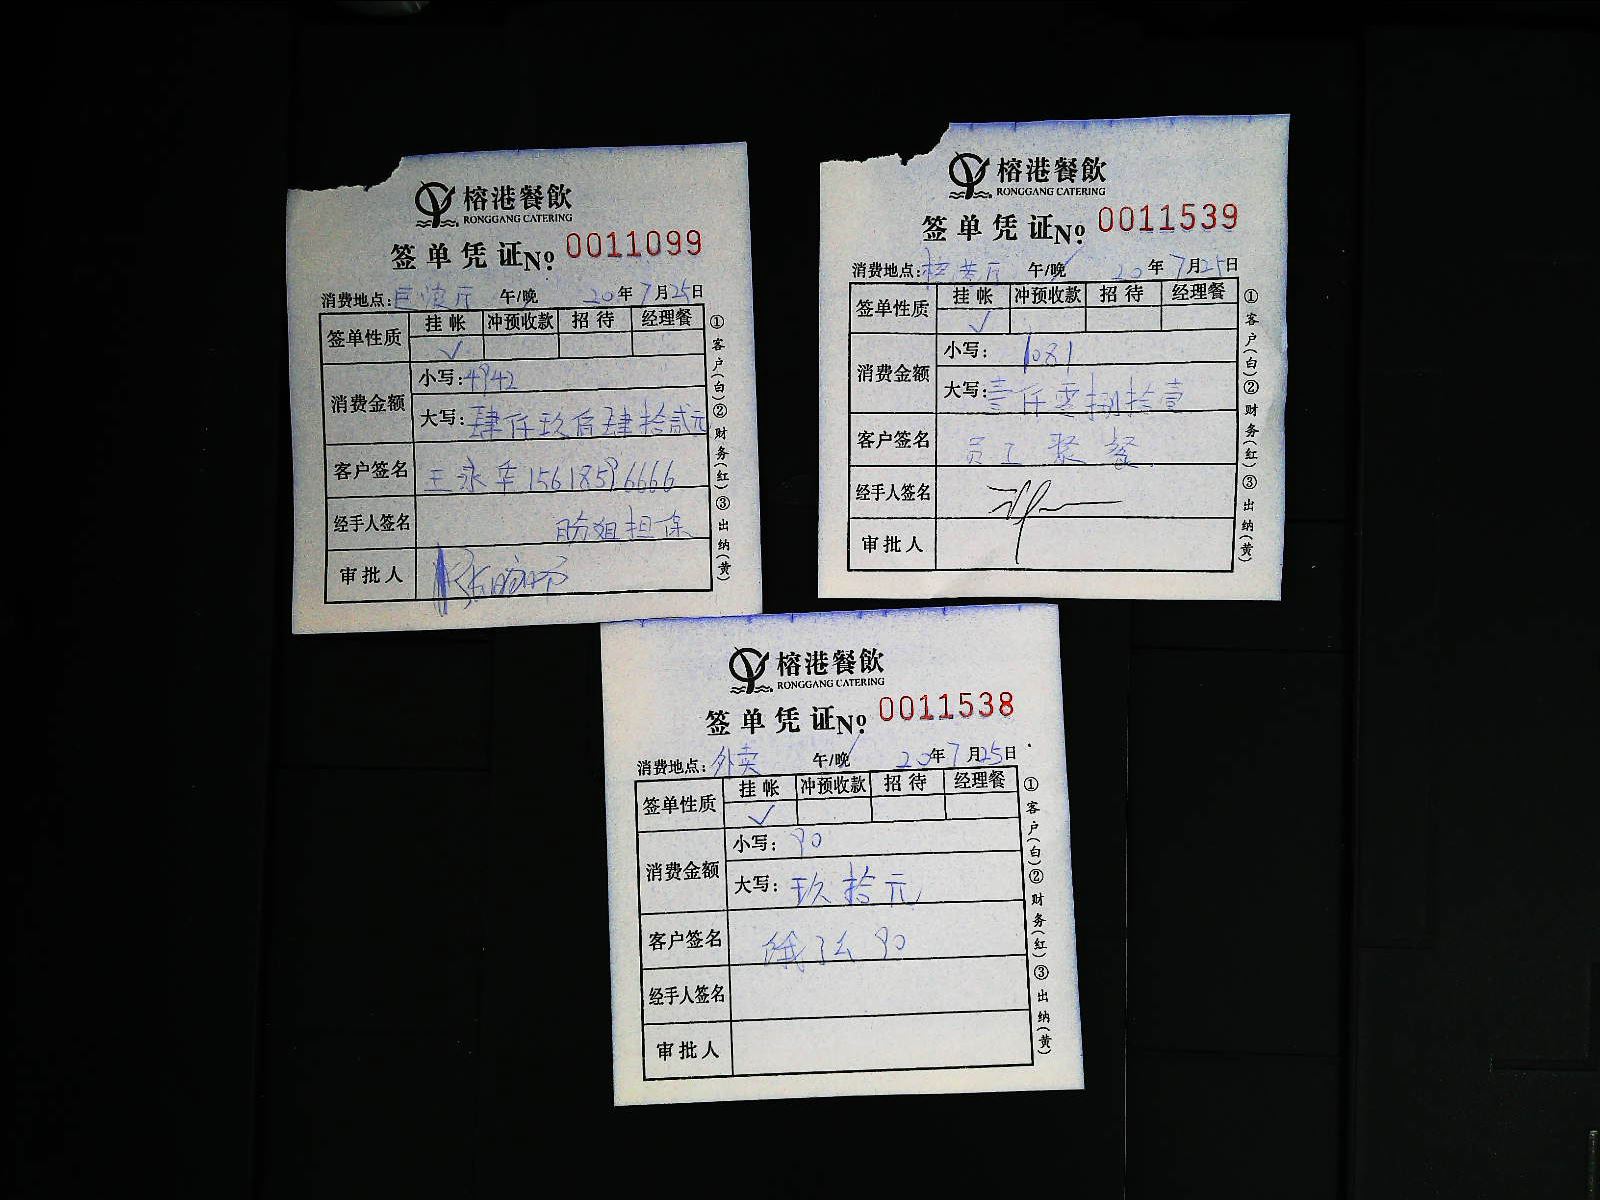 榕港餐飲
RONGGANG CATERING
签单凭证No. 0011099
消费地点: 厅 午/晚 20年7月25日
签单性质 挂帐 冲预收款 招待 经理餐
✓
消费金额 小写:4942
大写:肆仟玖佰肆拾贰元
客户签名 王永 15618596666
经手人签名 盼姐担保
审批人
①客户(白)②财务(红)③出纳(黄)
榕港餐飲
RONGGANG CATERING
签单凭证No. 0011539
消费地点: 厅 午/晚 20年7月25日
签单性质 挂帐 冲预收款 招待 经理餐
✓
消费金额 小写: 1081
大写:壹仟零捌拾壹
客户签名 员工聚餐
经手人签名
审批人
①客户(白)②财务(红)③出纳(黄)
榕港餐飲
RONGGANG CATERING
签单凭证No. 0011538
消费地点: 外卖 午/晚 20年7月25日
签单性质 挂帐 冲预收款 招待 经理餐
✓
消费金额 小写: 90
大写: 玖拾元
客户签名 饿了么 90
经手人签名
审批人
①客户(白)②财务(红)③出纳(黄)